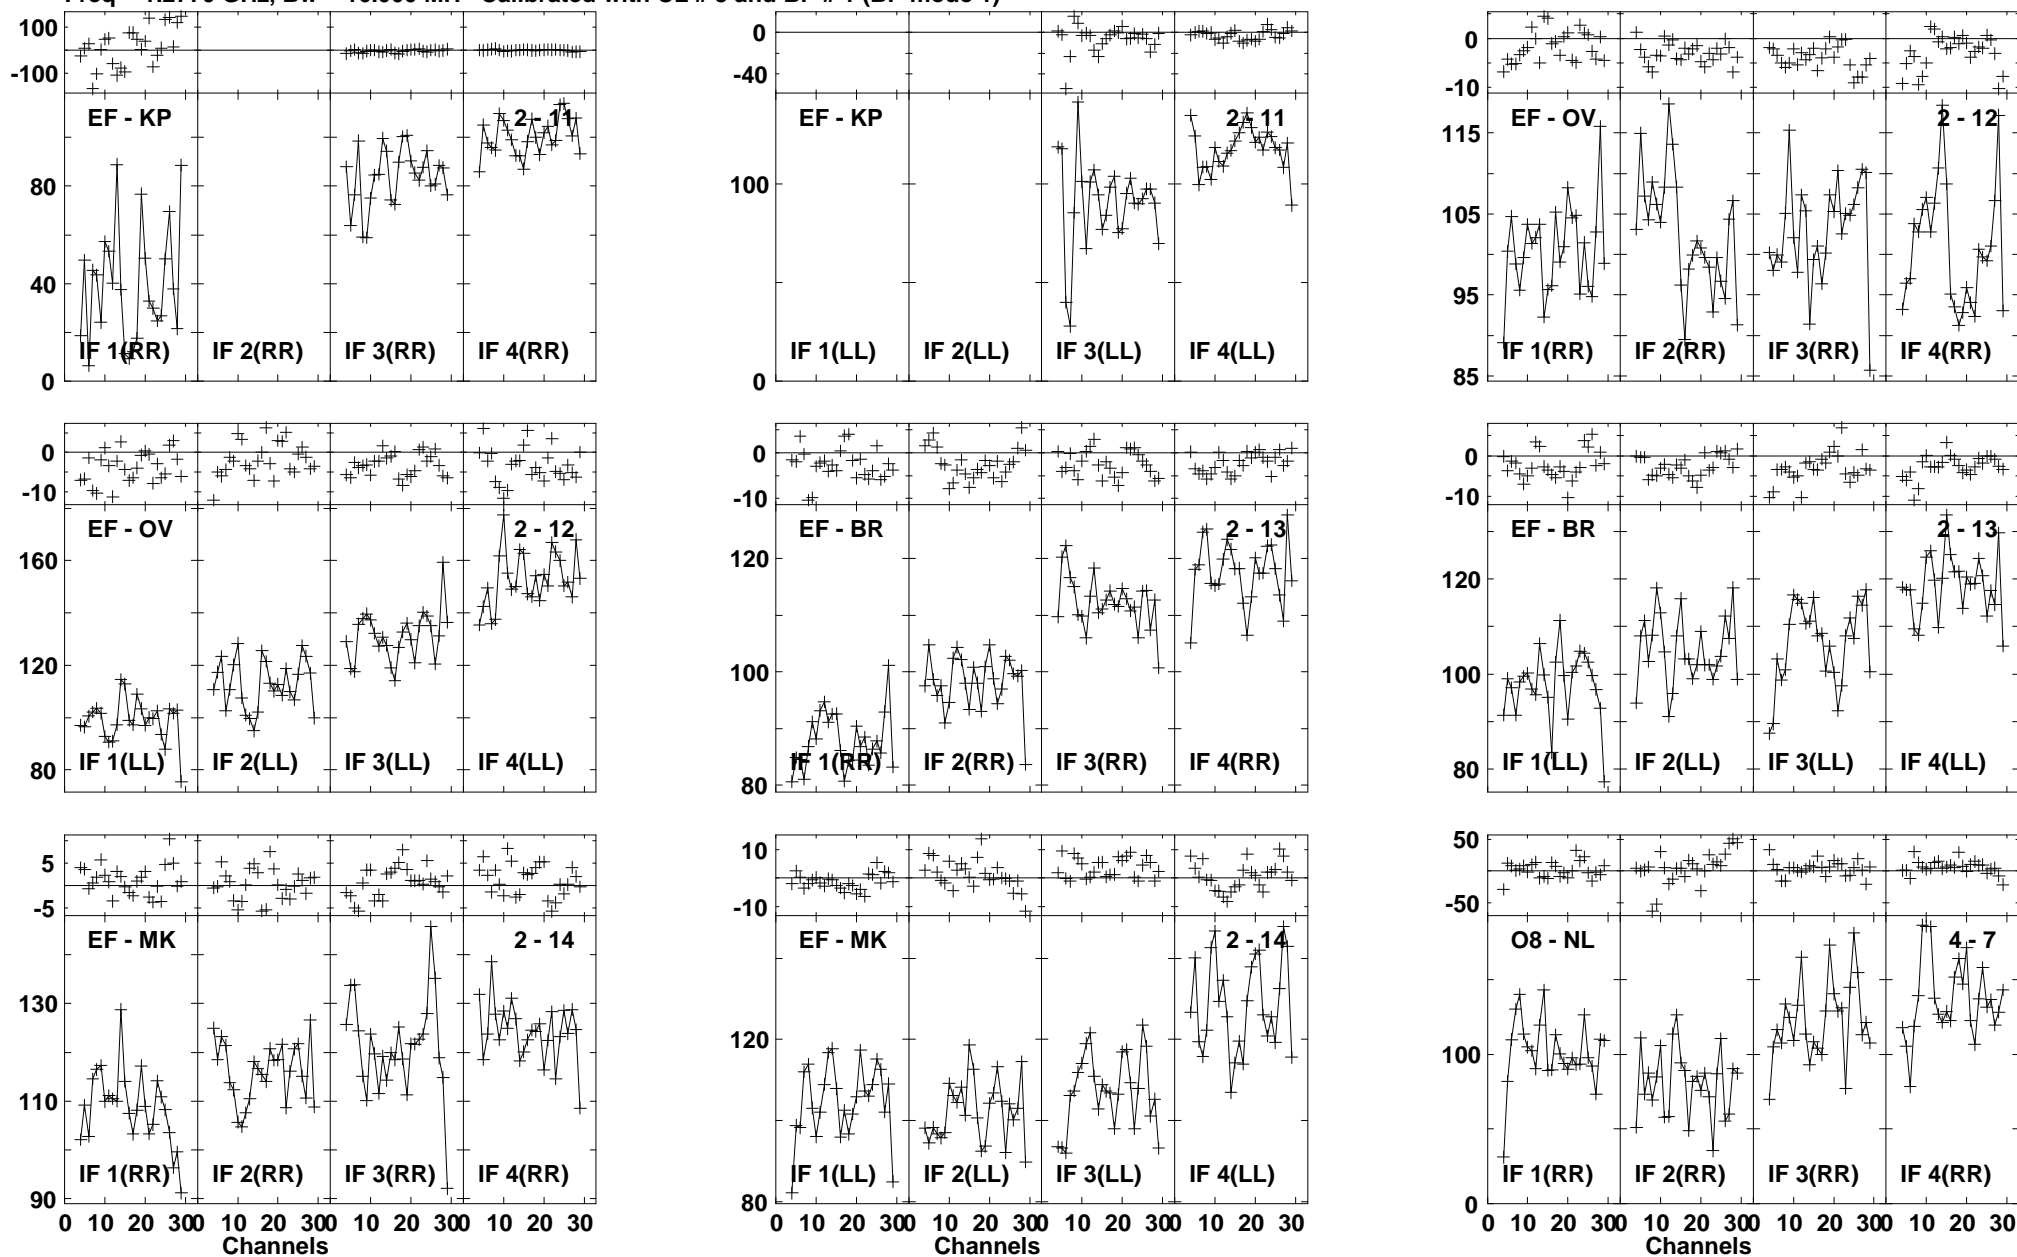 Freq GHz, Calibrated with CL # and BP # (BP mode
100
-100
EF - KP
2 - 11
80
40
0
IF 1(RR)
IF 2(RR)
IF 3(RR)
IF 4(RR)
0
-40
EF - KP
2 - 11
100
0
IF 1(LL)
IF 2(LL)
IF 3(LL)
IF 4(LL)
0
-10
EF - OV
2 - 12
115
105
95
85
IF 1(RR)
IF 2(RR)
IF 3(RR)
IF 4(RR)
0
-10
EF - OV
2 - 12
160
120
80
IF 1(LL)
IF 2(LL)
IF 3(LL)
IF 4(LL)
0
-10
EF - BR
2 - 13
120
100
80
IF 1(RR)
IF 2(RR)
IF 3(RR)
IF 4(RR)
0
-10
EF - BR
2 - 13
120
100
80
IF 1(LL)
IF 2(LL)
IF 3(LL)
IF 4(LL)
5
-5
EF - MK
2 - 14
130
110
90
IF 1(RR)
IF 2(RR)
IF 3(RR)
IF 4(RR)
0 10 20 30 0 10 20 30 0 10 20 30 0 10 20 30
Channels
10
-10
EF - MK
2 - 14
120
80
IF 1(LL)
IF 2(LL)
IF 3(LL)
IF 4(LL)
0 10 20 30 0 10 20 30 0 10 20 30 0 10 20 30
Channels
50
-50
O8 - NL
4 - 7
100
0
IF 1(RR)
IF 2(RR)
IF 3(RR)
IF 4(RR)
0 10 20 30 0 10 20 30 0 10 20 30 0 10 20 30
Channels